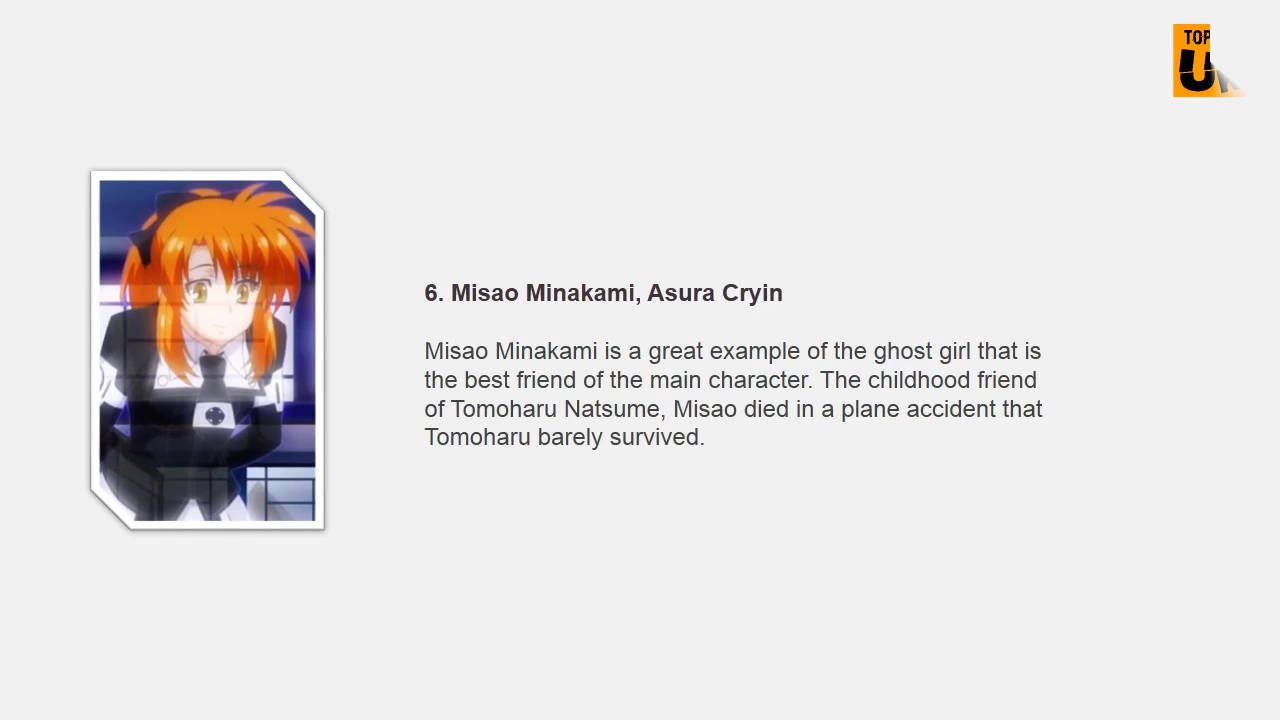 TOP
6. Misao Minakami, Asura Cryin
Misao Minakami is a great example of the ghost girl that is
the best friend of the main character. The childhood friend
of Tomoharu Natsume, Misao died in a plane accident that
Tomoharu barely survived.